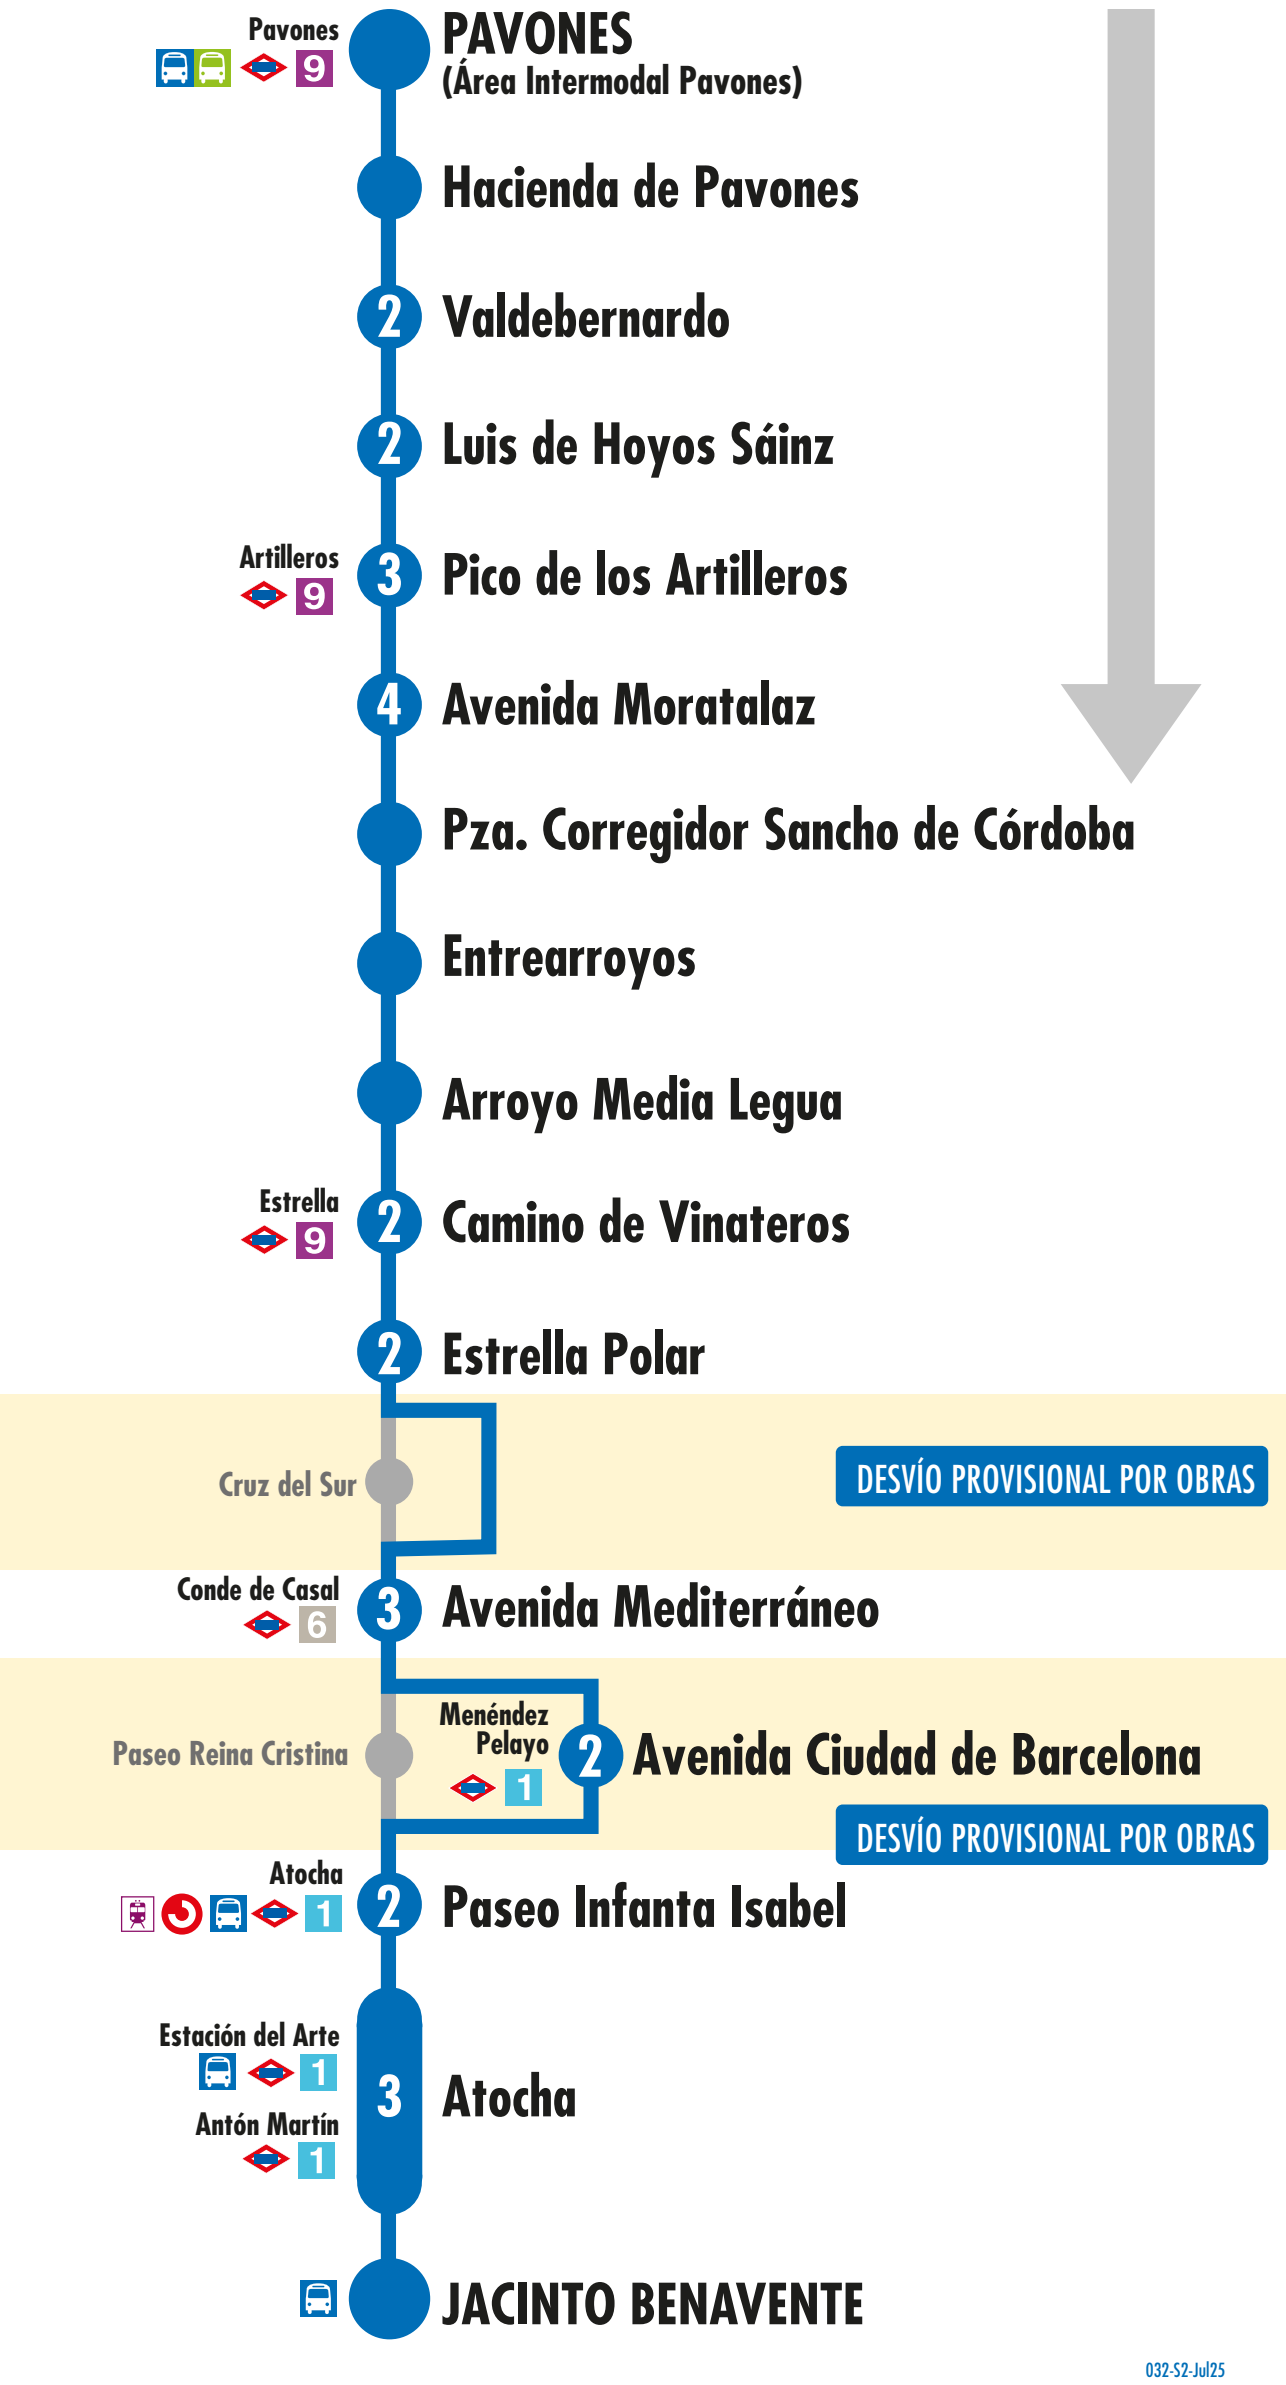 Pavones
9
PAVONES
(Área Intermodal Pavones)
Hacienda de Pavones
2
Valdebernardo
2
Luis de Hoyos Sáinz
Artilleros
9
3
Pico de los Artilleros
4
Avenida Moratalaz
Pza. Corregidor Sancho de Córdoba
Entrearroyos
Arroyo Media Legua
Estrella
9
2
Camino de Vinateros
2
Estrella Polar
Cruz del Sur
DESVÍO PROVISIONAL POR OBRAS
Conde de Casal
6
3
Avenida Mediterráneo
Paseo Reina Cristina
Menéndez
Pelayo
1
2
Avenida Ciudad de Barcelona
DESVÍO PROVISIONAL POR OBRAS
Atocha
1
2
Paseo Infanta Isabel
Estación del Arte
1
Antón Martín
1
3
Atocha
JACINTO BENAVENTE
032-S2-Jul25